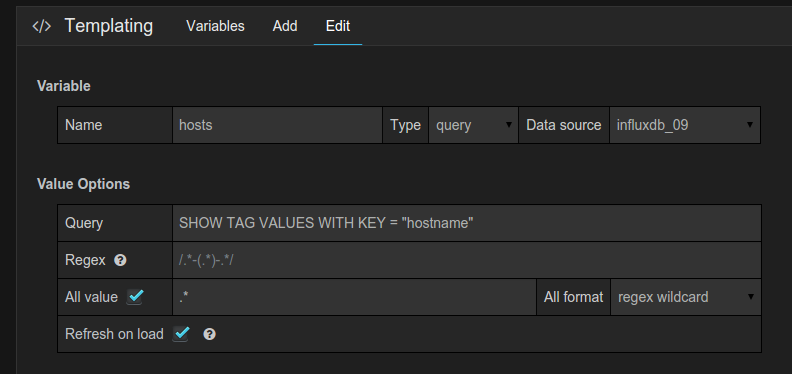 </> Templating Variables Add Edit
Variable
Name hosts Type query Data source influxdb_09
Value Options
Query SHOW TAG VALUES WITH KEY = "hostname"
Regex ? /.*-(.*)-.*/
All value .* All format regex wildcard
Refresh on load ?